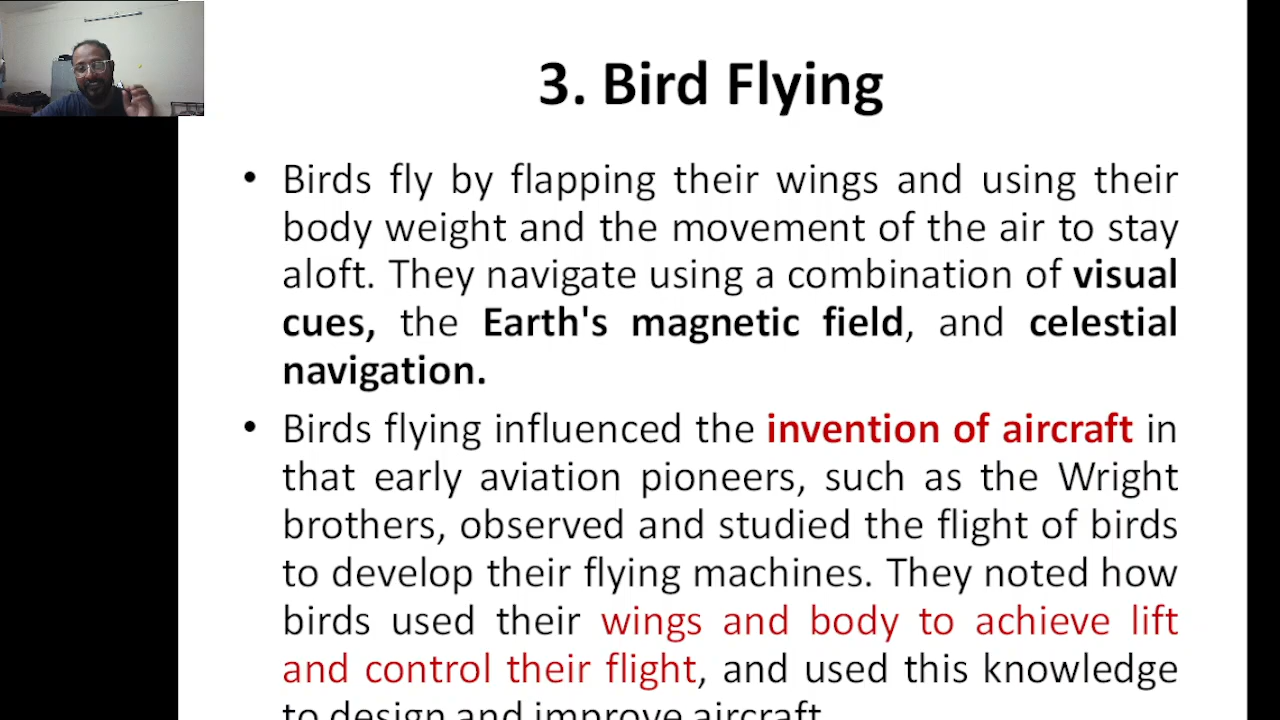 3. Bird Flying
• Birds fly by flapping their wings and using their
body weight and the movement of the air to stay
aloft. They navigate using a combination of visual
cues, the Earth's magnetic field, and celestial
navigation.
• Birds flying influenced the invention of aircraft in
that early aviation pioneers, such as the Wright
brothers, observed and studied the flight of birds
to develop their flying machines. They noted how
birds used their wings and body to achieve lift
and control their flight, and used this knowledge
to design and improve aircraft.